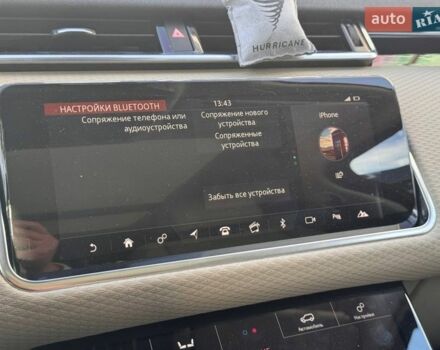 auto RIA
HURRICANE
НАСТРОЙКИ BLUETOOTH
13:43
Сопряжение телефона или
аудиоустройства
Сопряжение нового
устройства
Сопряженные
устройства
Забыть все устройства
iPhone
Автомобиль
Настройки